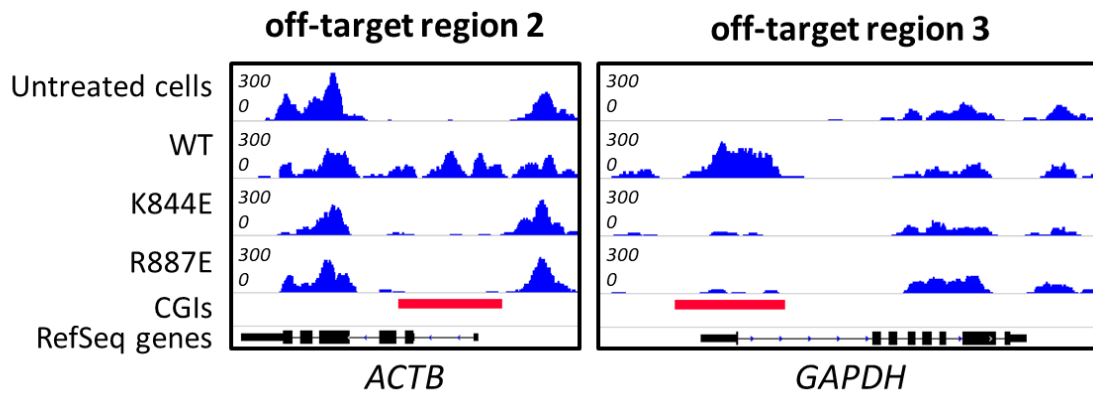 off-target region 2
off-target region 3
Untreated cells
300
0
300
0
WT
300
0
300
0
K844E
300
0
300
0
R887E
300
0
300
0
CGIs
RefSeq genes
ACTB
GAPDH